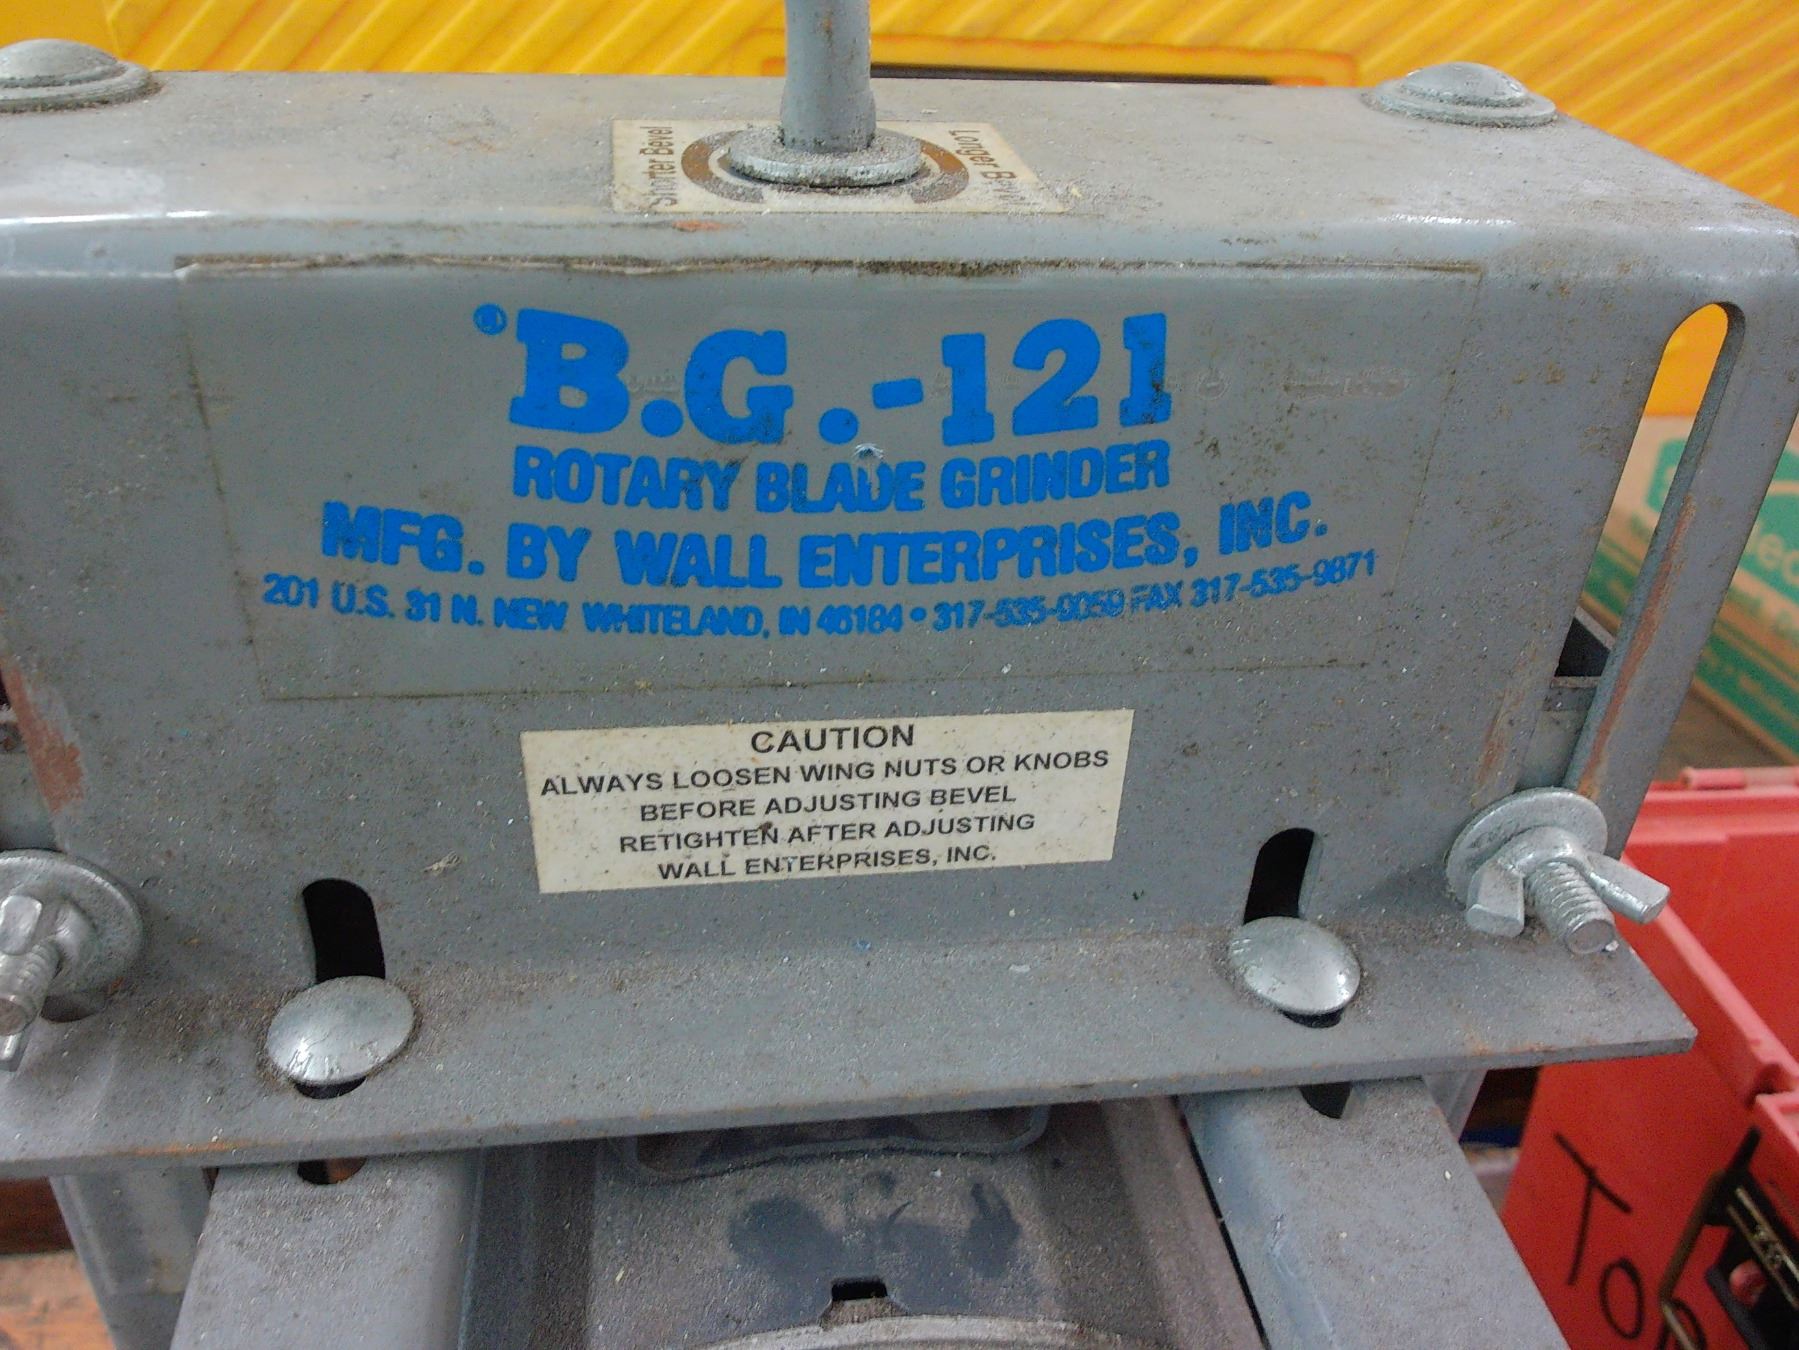 Shorter Bevel
Longer Bevel
B.G.-121
ROTARY BLADE GRINDER
MFG. BY WALL ENTERPRISES, INC.
201 U.S. 31 N. NEW WHITELAND, IN 46184 • 317-535-9059 FAX 317-535-9871
CAUTION
ALWAYS LOOSEN WING NUTS OR KNOBS
BEFORE ADJUSTING BEVEL
RETIGHTEN AFTER ADJUSTING
WALL ENTERPRISES, INC.
TOP